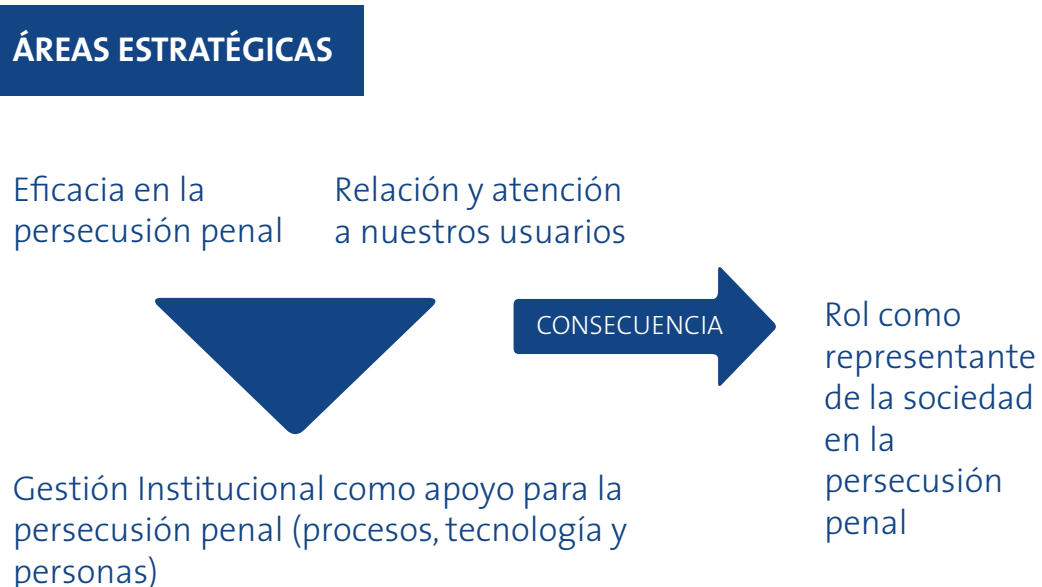 ÁREAS ESTRATÉGICAS
Eficacia en la
persecusión penal
Relación y atención
a nuestros usuarios
CONSECUENCIA
Rol como
representante
de la sociedad
en la
persecusión
penal
Gestión Institucional como apoyo para la
persecusión penal (procesos, tecnología y
personas)